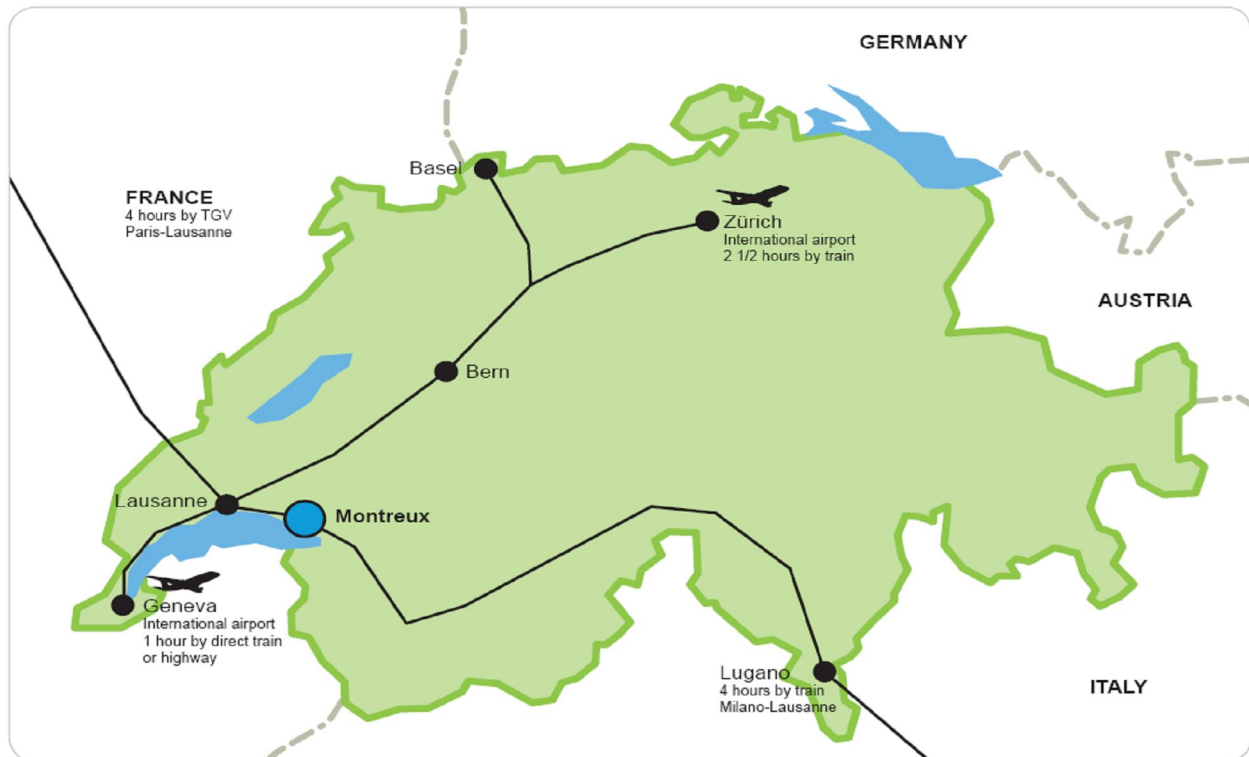 GERMANY
Basel
FRANCE
4 hours by TGV
Paris-Lausanne
Zürich
International airport
2 1/2 hours by train
AUSTRIA
Bern
Lausanne
Montreux
Geneva
International airport
1 hour by direct train
or highway
Lugano
4 hours by train
Milano-Lausanne
ITALY